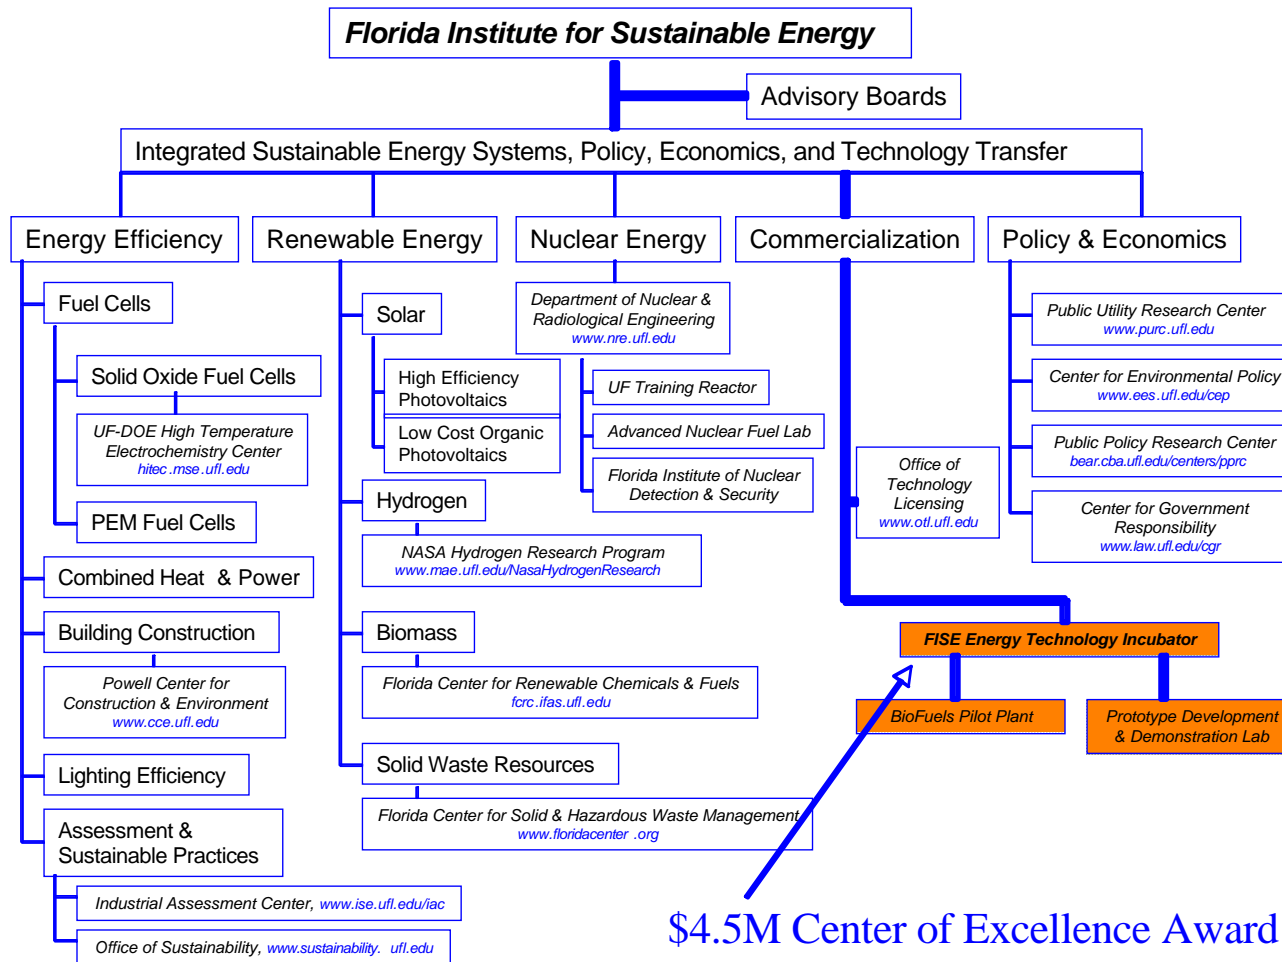 Florida Institute for Sustainable Energy
Advisory Boards
Integrated Sustainable Energy Systems, Policy, Economics, and Technology Transfer
Energy Efficiency
Fuel Cells
Solid Oxide Fuel Cells
UF-DOE High Temperature
Electrochemistry Center
hitec.mse.ufl.edu
PEM Fuel Cells
Combined Heat & Power
Building Construction
Powell Center for
Construction & Environment
www.cce.ufl.edu
Lighting Efficiency
Assessment &
Sustainable Practices
Industrial Assessment Center, www.ise.ufl.edu/iac
Office of Sustainability, www.sustainability. ufl.edu
Renewable Energy
Solar
High Efficiency
Photovoltaics
Low Cost Organic
Photovoltaics
Hydrogen
NASA Hydrogen Research Program
www.mae.ufl.edu/NasaHydrogenResearch
Biomass
Florida Center for Renewable Chemicals & Fuels
fcrc.ifas.ufl.edu
Solid Waste Resources
Florida Center for Solid & Hazardous Waste Management
www.floridacenter .org
Nuclear Energy
Department of Nuclear &
Radiological Engineering
www.nre.ufl.edu
UF Training Reactor
Advanced Nuclear Fuel Lab
Florida Institute of Nuclear
Detection & Security
Commercialization
Office of
Technology
Licensing
www.otl.ufl.edu
FISE Energy Technology Incubator
BioFuels Pilot Plant
Prototype Development
& Demonstration Lab
Policy & Economics
Public Utility Research Center
www.purc.ufl.edu
Center for Environmental Policy
www.ees.ufl.edu/cep
Public Policy Research Center
bear.cba.ufl.edu/centers/pprc
Center for Government
Responsibility
www.law.ufl.edu/cgr
$4.5M Center of Excellence Award